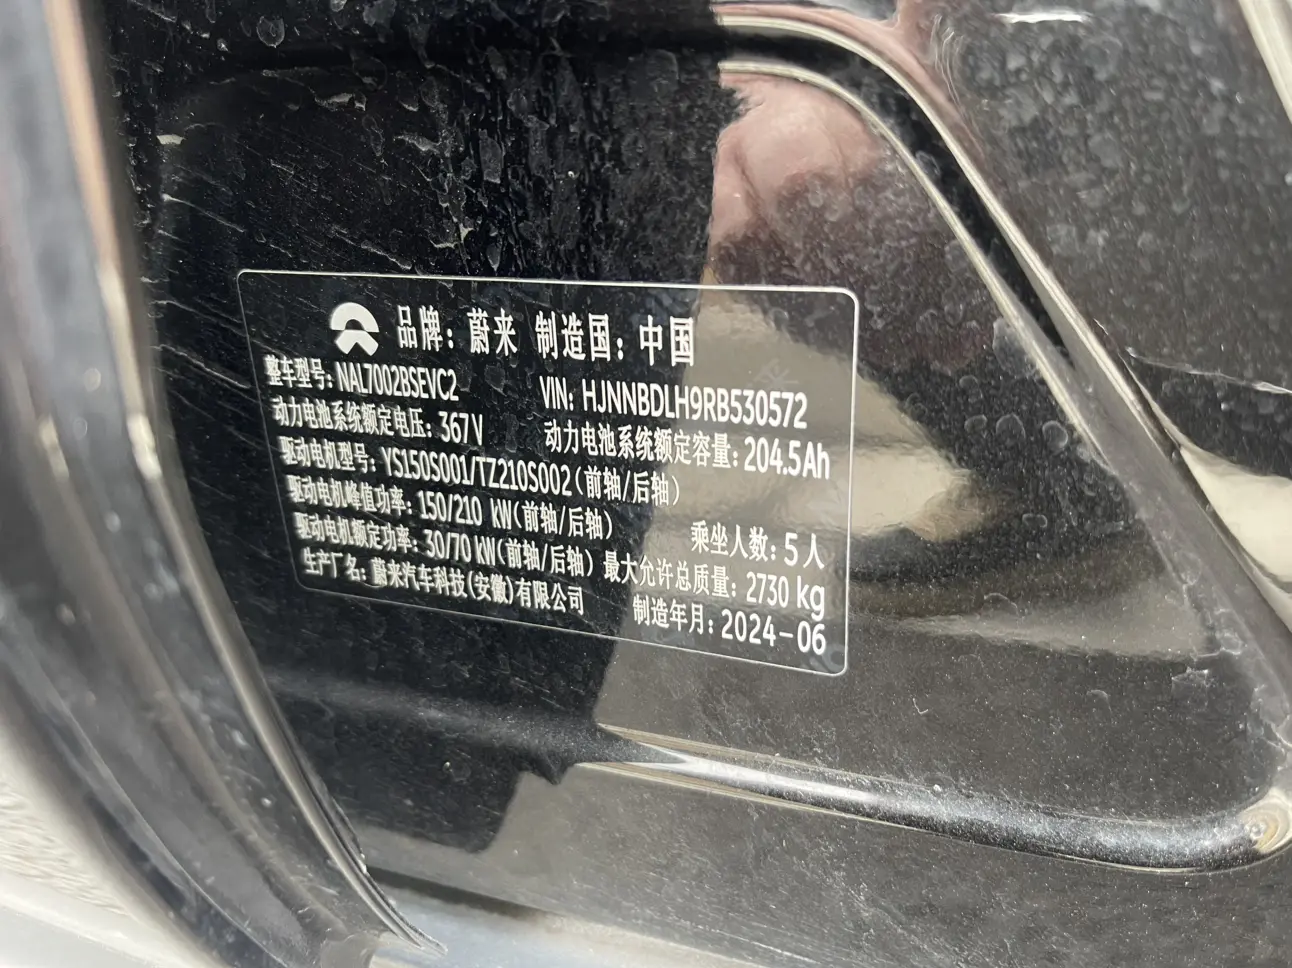 品牌：蔚来 制造国：中国
整车型号：NAL7002BSEVC2 VIN: HJNNBDLH9RB530572
动力电池系统额定电压：367V 动力电池系统额定容量：204.5Ah
驱动电机型号：YS150S001/TZ210S002(前轴/后轴)
驱动电机峰值功率：150/210 kW(前轴/后轴) 乘坐人数：5人
驱动电机额定功率：30/70 kW(前轴/后轴) 最大允许总质量：2730 kg
生产厂名：蔚来汽车科技(安徽)有限公司 制造年月：2024-06